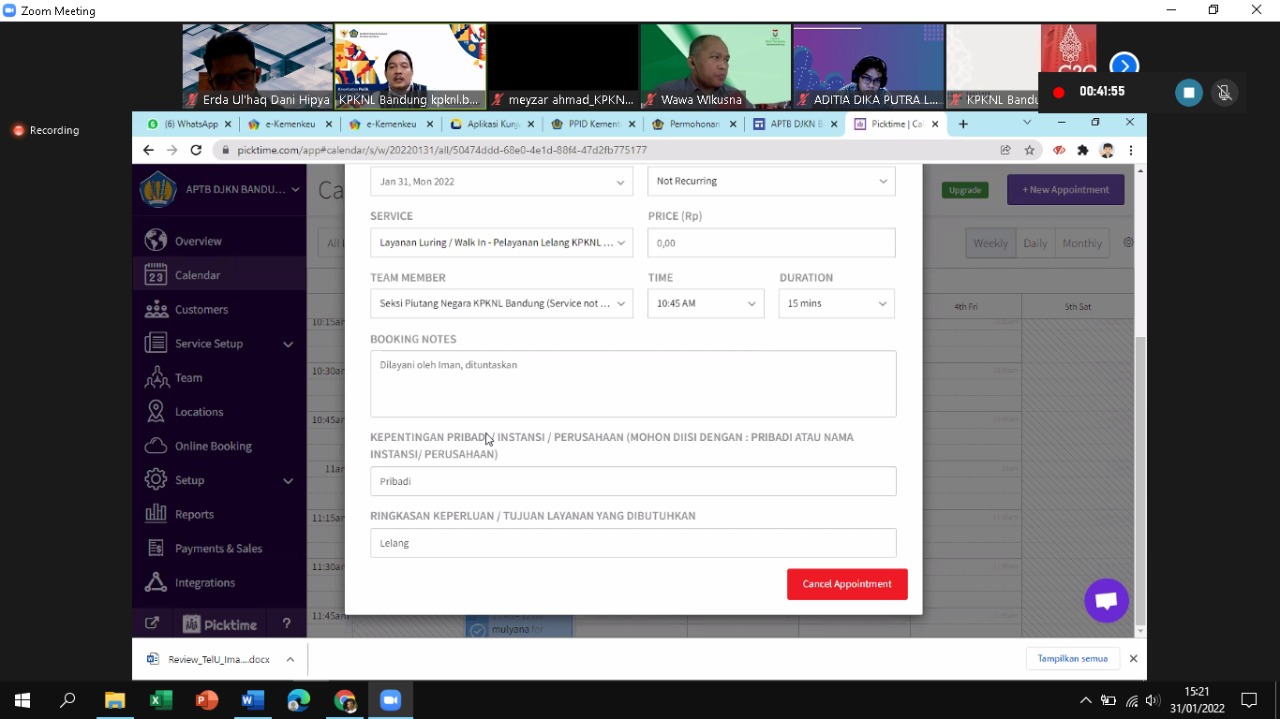 Zoom Meeting
Erda Ul'haq Dani Hipya
KPKNL Bandung kpknl.b...
meyzar ahmad_KPKN...
Wawa Wikusna
ADITIA DIKA PUTRA L...
KPKNL Bandu
00:41:55
Recording
(6) WhatsApp
e-Kemenkeu
e-Kemenkeu
Aplikasi Kunj
PPID Kement
Permohonan
APTB DJKN B
Picktime | Cal
picktime.com/app#calendar/s/w/20220131/all/50474ddd-68e0-4e1d-88f4-47d2fb775177
APTB DJKN BANDU...
Ca
Upgrade
+ New Appointment
Overview
Calendar
23
Customers
Service Setup
Team
Locations
Online Booking
Setup
Reports
Payments & Sales
Integrations
Picktime
?
All
Weekly
Daily
Monthly
4th Fri
5th Sat
10:15am
10:30am
10:45am
11am
11:15am
11:30am
11:45am
Jan 31, Mon 2022
Not Recurring
SERVICE
PRICE (Rp)
Layanan Luring / Walk In - Pelayanan Lelang KPKNL ...
0,00
TEAM MEMBER
TIME
DURATION
Seksi Piutang Negara KPKNL Bandung (Service not ...
10:45 AM
15 mins
BOOKING NOTES
Dilayani oleh Iman, dituntaskan
KEPENTINGAN PRIBADI INSTANSI / PERUSAHAAN (MOHON DIISI DENGAN : PRIBADI ATAU NAMA
INSTANSI/ PERUSAHAAN)
Pribadi
RINGKASAN KEPERLUAN / TUJUAN LAYANAN YANG DIBUTUHKAN
Lelang
Cancel Appointment
mulyana for
Review_TelU_Ima....docx
Tampilkan semua
15:21
31/01/2022